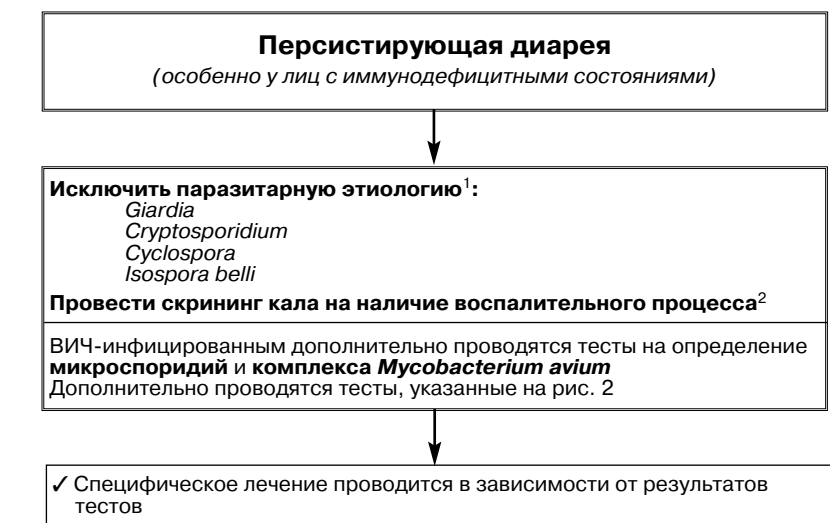 Персистирующая диарея
(особенно у лиц с иммунодефицитными состояниями)
Исключить паразитарную этиологию¹:
Giardia
Cryptosporidium
Cyclospora
Isospora belli
Провести скрининг кала на наличие воспалительного процесса²
ВИЧ-инфицированным дополнительно проводятся тесты на определение
микроспоридий и комплекса Mycobacterium avium
Дополнительно проводятся тесты, указанные на рис. 2
✓ Специфическое лечение проводится в зависимости от результатов
тестов